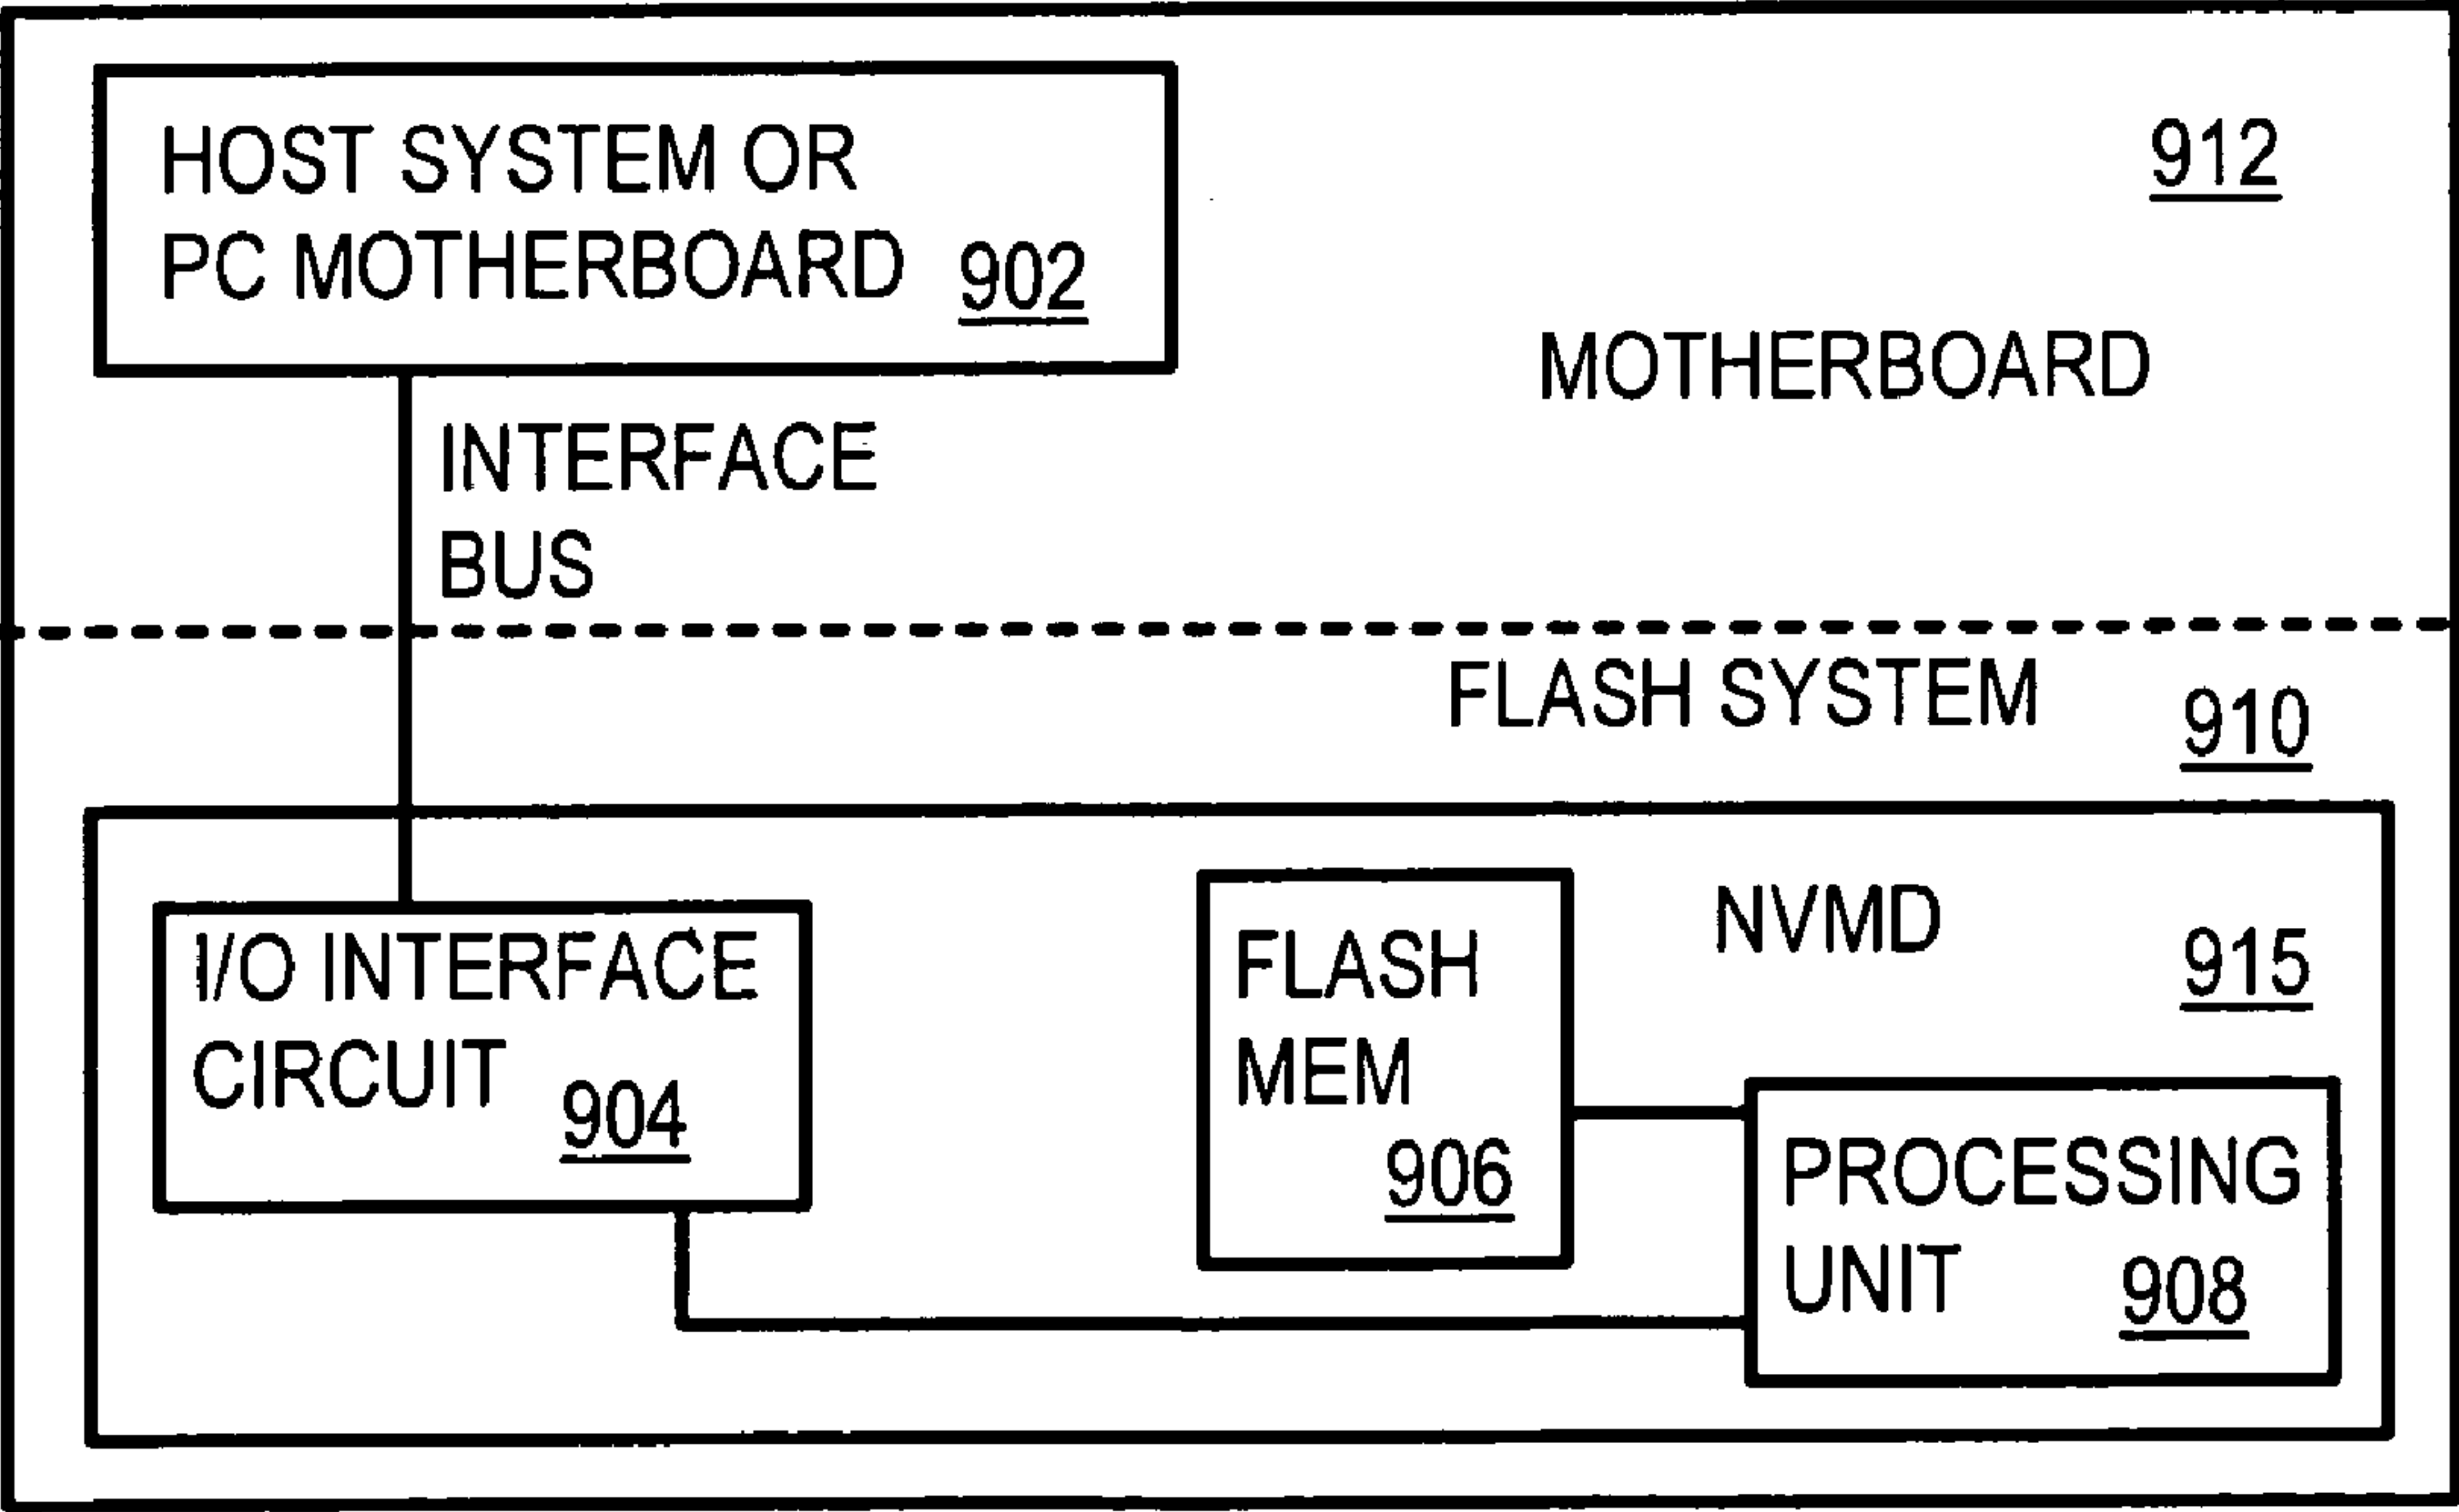 HOST SYSTEM OR
PC MOTHERBOARD 902
912
MOTHERBOARD
INTERFACE
BUS
FLASH SYSTEM
910
I/O INTERFACE
CIRCUIT
904
FLASH
MEM
906
NVMD
915
PROCESSING
UNIT
908